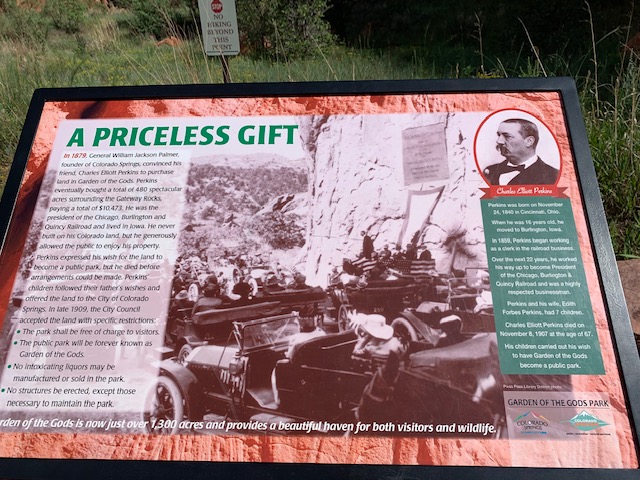 STOP
NO
HIKING
BEYOND
THIS
POINT
A PRICELESS GIFT
In 1879, General William Jackson Palmer,
founder of Colorado Springs, convinced his
friend, Charles Elliott Perkins to purchase
land in Garden of the Gods. Perkins
eventually bought a total of 480 spectacular
acres surrounding the Gateway Rocks,
paying a total of $10,473. He was the
president of the Chicago, Burlington and
Quincy Railroad and lived in Iowa. He never
built on his Colorado land, but he generously
allowed the public to enjoy his property.
Perkins expressed his wish for the land to
become a public park, but he died before
arrangements could be made. Perkins'
children followed their father's wishes and
offered the land to the City of Colorado
Springs. In late 1909, the City Council
accepted the land with specific restrictions:
• The park shall be free of charge to visitors.
• The public park will be forever known as
Garden of the Gods.
• No intoxicating liquors may be
manufactured or sold in the park.
• No structures be erected, except those
necessary to maintain the park.
rden of the Gods is now just over 1,300 acres and provides a beautiful haven for both visitors and wildlife.
Charles Elliott Perkins
Perkins was born on November
24, 1840 in Cincinnati, Ohio.
When he was 16 years old, he
moved to Burlington, Iowa.
In 1859, Perkins began working
as a clerk in the railroad business.
Over the next 22 years, he worked
his way up to become President
of the Chicago, Burlington &
Quincy Railroad and was a highly
respected businessman.
Perkins and his wife, Edith
Forbes Perkins, had 7 children.
Charles Elliott Perkins died on
November 8, 1907 at the age of 67.
His children carried out his wish
to have Garden of the Gods
become a public park.
Pikes Peak Library District photo
GARDEN OF THE GODS PARK
COLORADO
SPRINGS
COLORADO